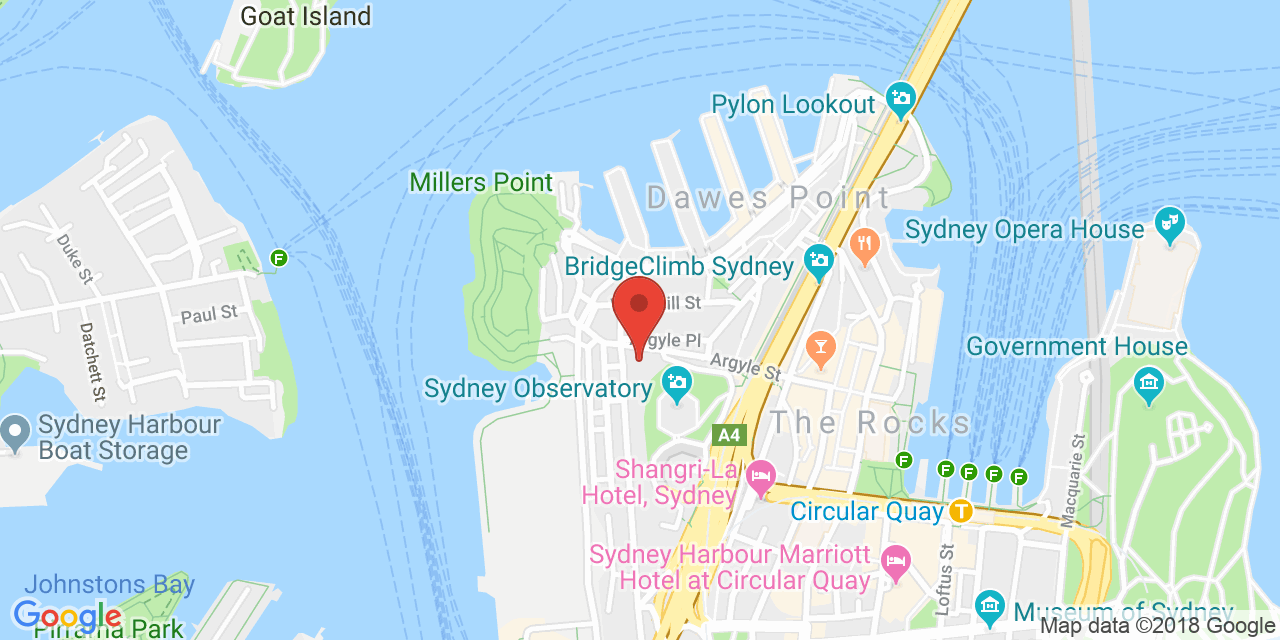 Goat Island
Pylon Lookout
Millers Point
Dawes Point
Sydney Opera House
Duke St
F
BridgeClimb Sydney
ill St
Paul St
Argyle Pl
Government House
Datchett St
Argyle St
Sydney Observatory
The Rocks
Sydney Harbour
Boat Storage
A4
F
F
F
F
F
Shangri-La
Hotel, Sydney
Macquarie St
Circular Quay
T
Sydney Harbour Marriott
Hotel at Circular Quay
Loftus St
Johnstons Bay
Google
Pirrama Park
Museum of Sydney
Map data ©2018 Google